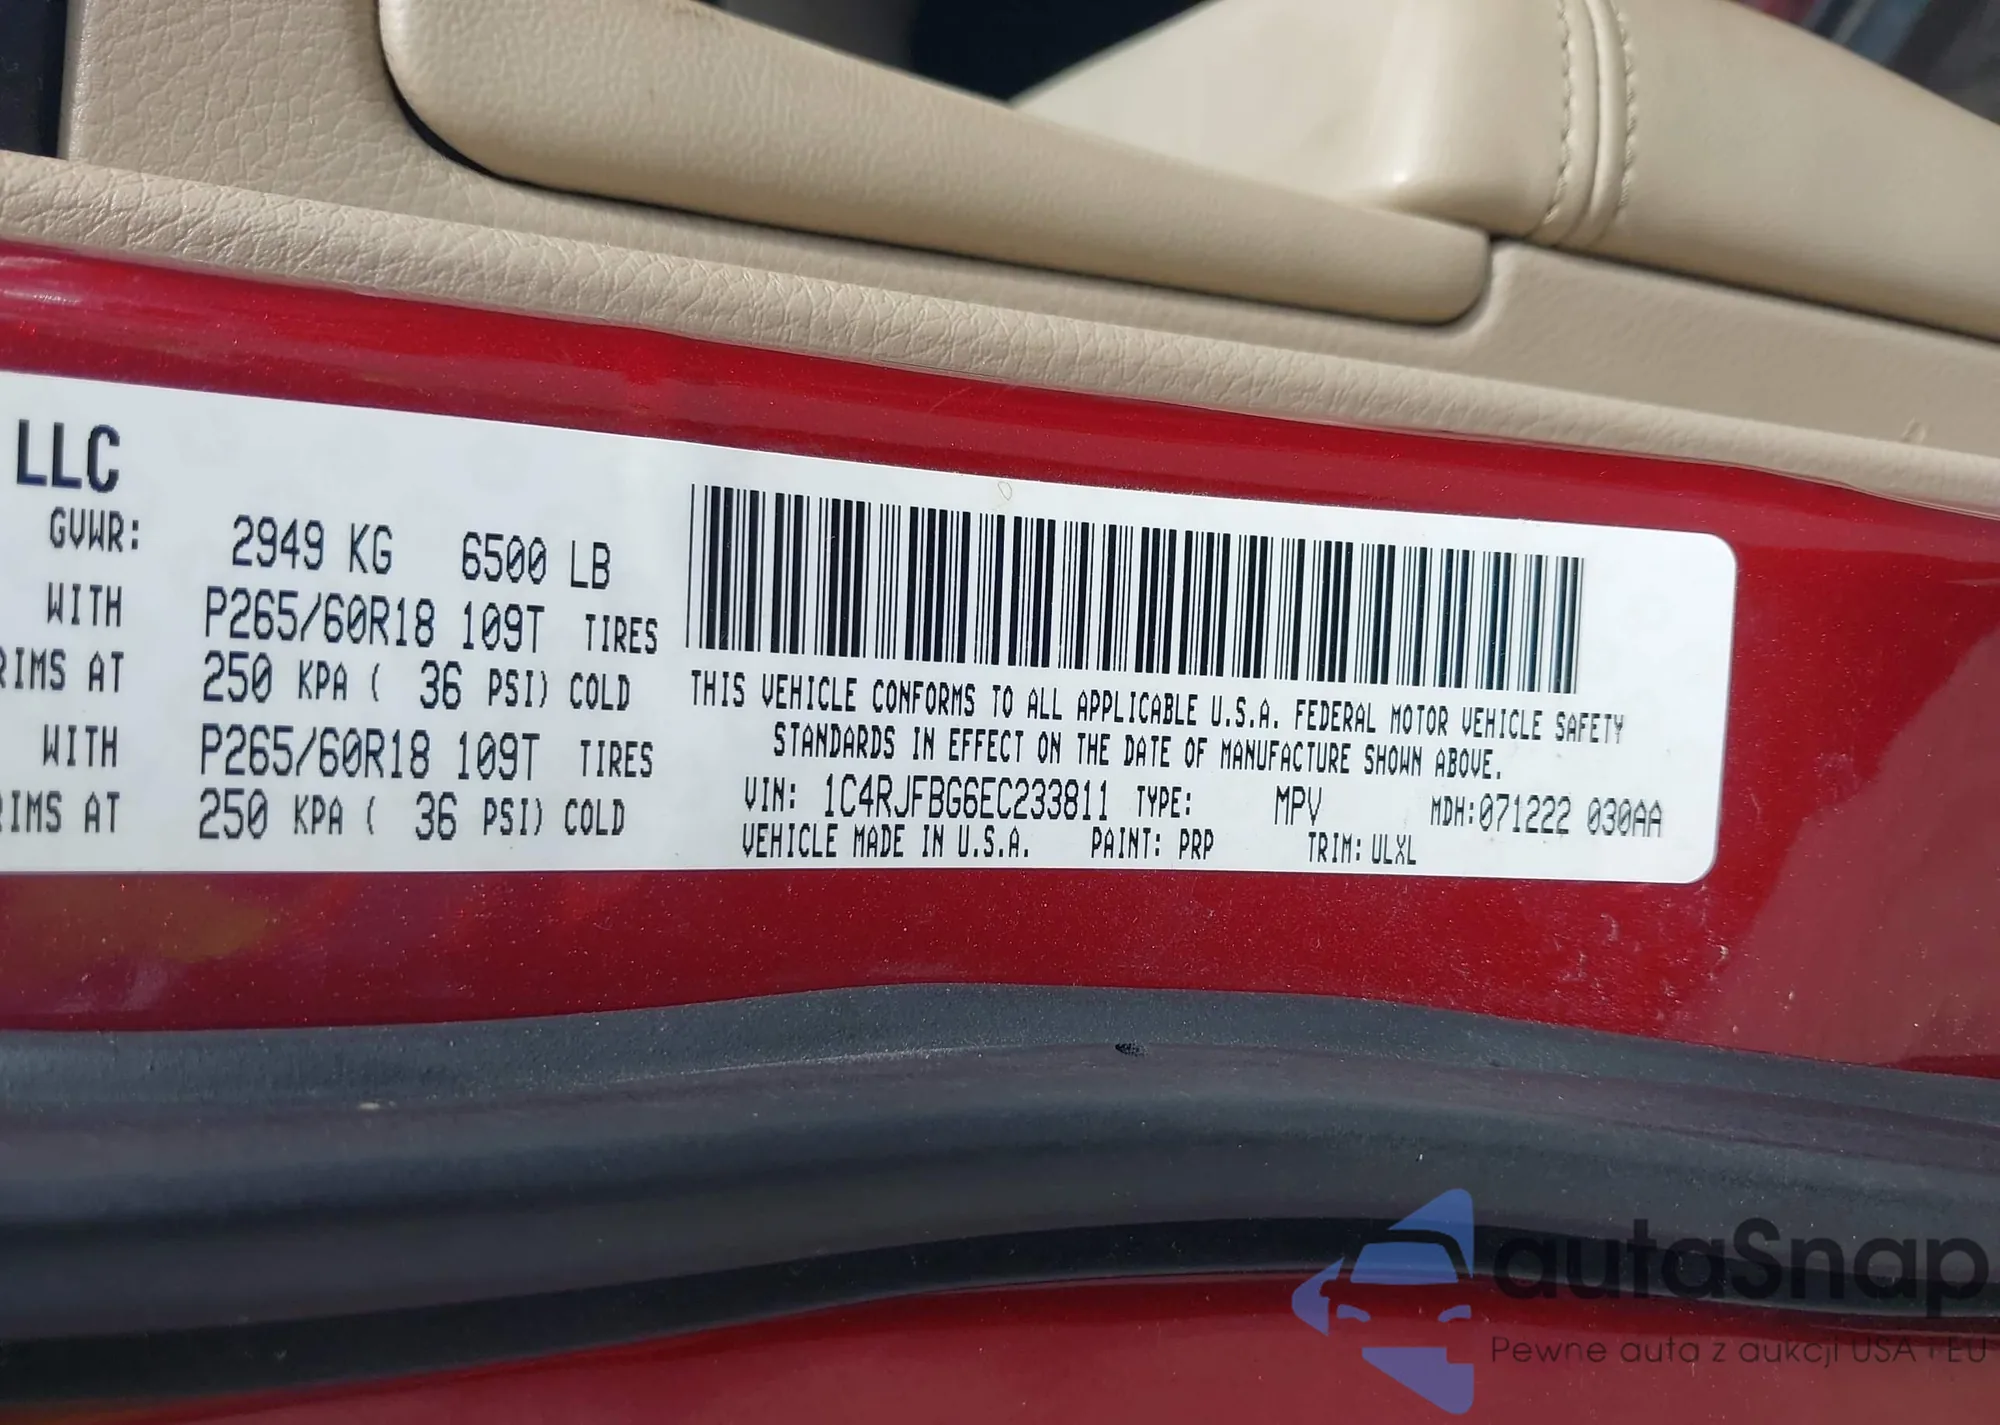 LLC
GVWR: 2949 KG 6500 LB
WITH P265/60R18 109T TIRES
RIMS AT 250 KPA ( 36 PSI) COLD
WITH P265/60R18 109T TIRES
RIMS AT 250 KPA ( 36 PSI) COLD
THIS VEHICLE CONFORMS TO ALL APPLICABLE U.S.A. FEDERAL MOTOR VEHICLE SAFETY
STANDARDS IN EFFECT ON THE DATE OF MANUFACTURE SHOWN ABOVE.
VIN: 1C4RJFBG6EC233811 TYPE: MPV MDH:071222 030AA
VEHICLE MADE IN U.S.A. PAINT: PRP TRIM: ULXL
autaSnap
Pewne auta z aukcji USA i EU